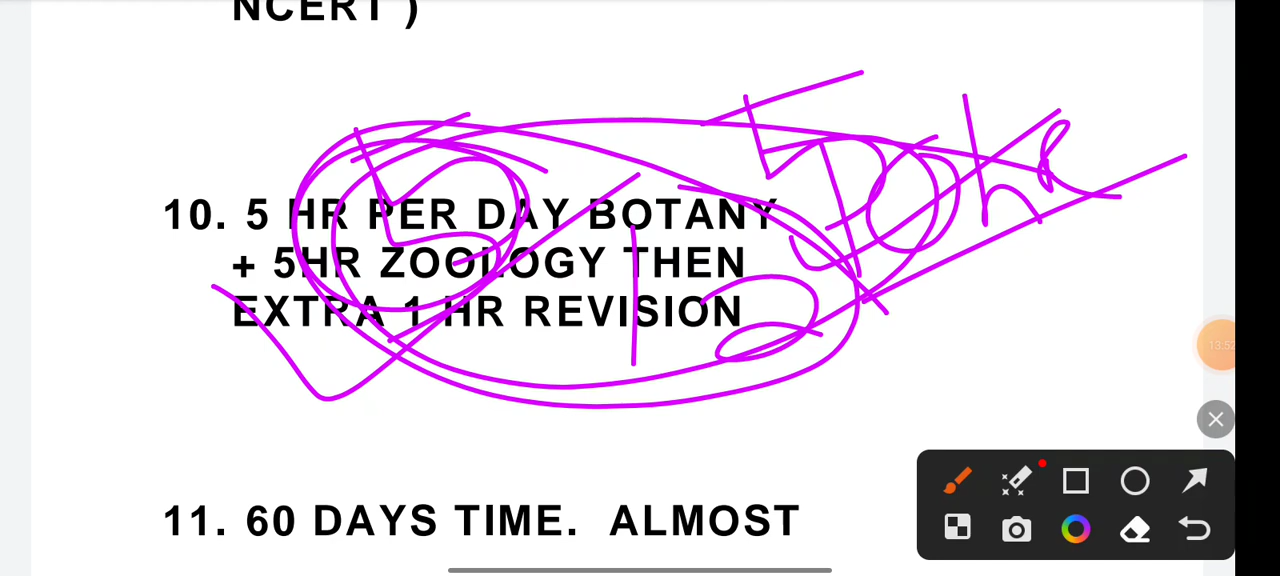 NCERT )
10. 5 HR PER DAY BOTANY
+ 5HR ZOOLOGY THEN
EXTRA 1 HR REVISION
11. 60 DAYS TIME. ALMOST